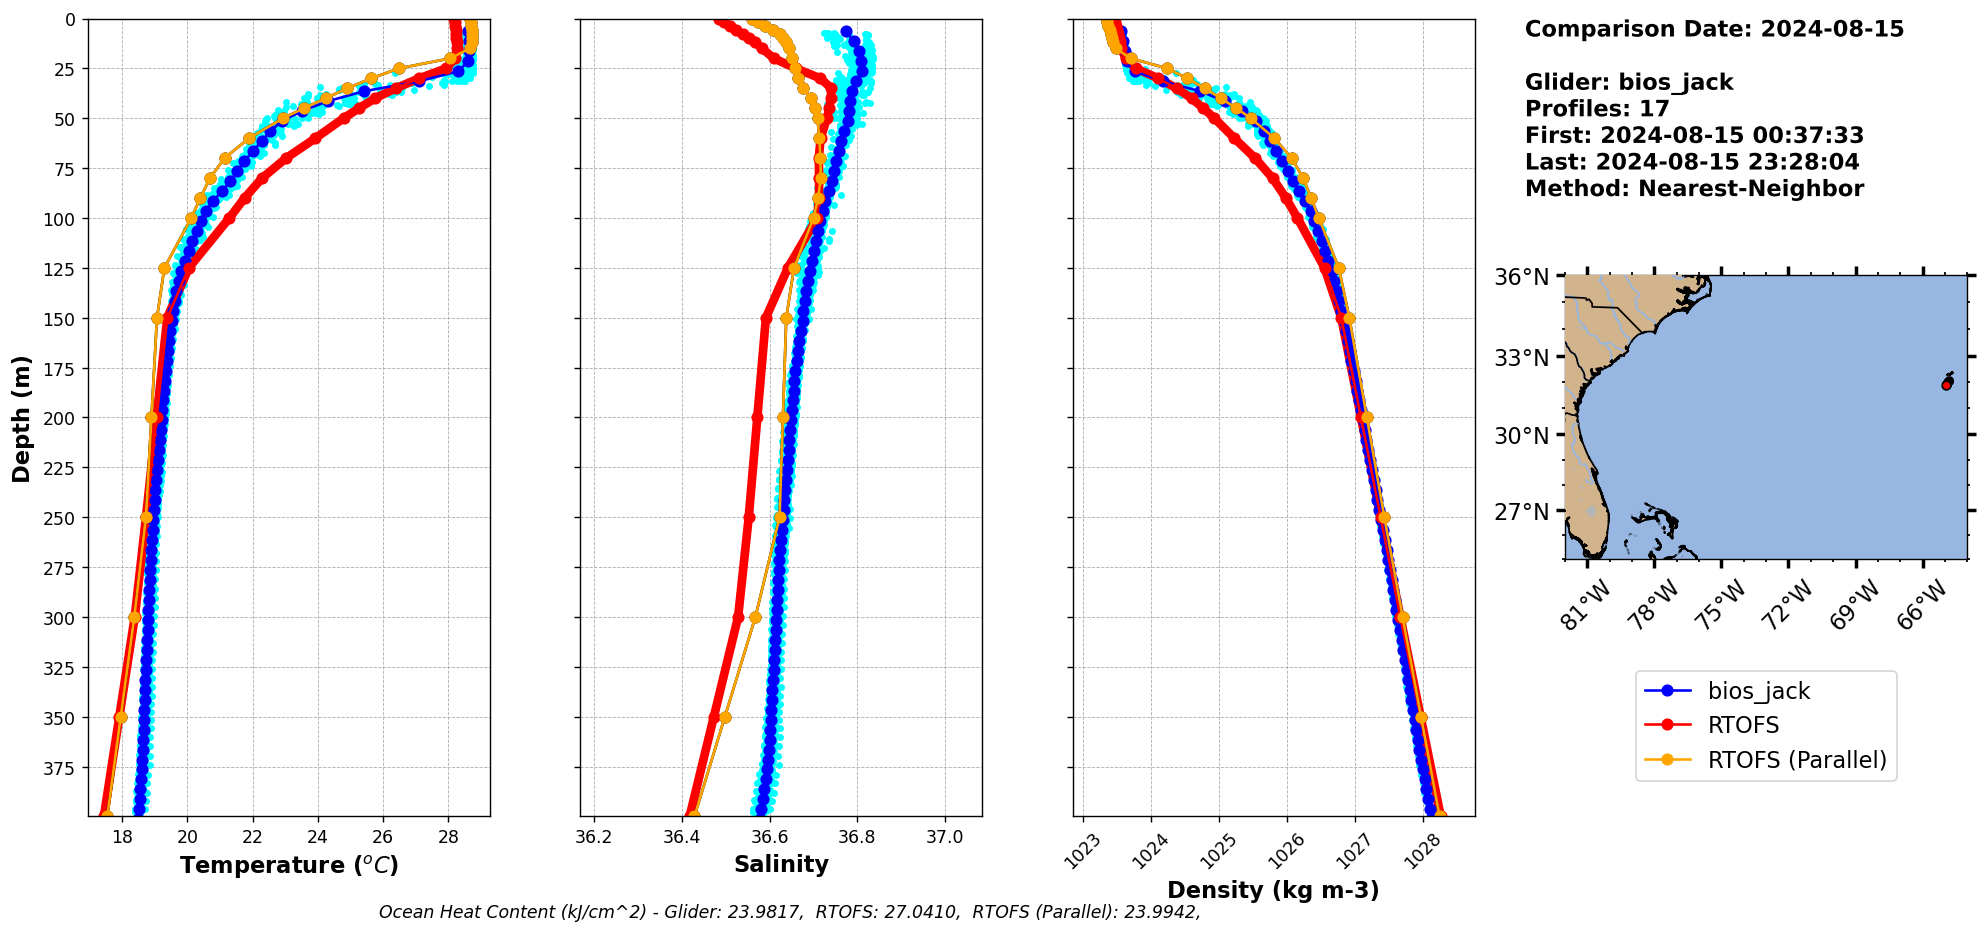 Comparison Date: 2024-08-15
Glider: bios_jack
Profiles: 17
First: 2024-08-15 00:37:33
Last: 2024-08-15 23:28:04
Method: Nearest-Neighbor
Depth (m)
0
25
50
75
100
125
150
175
200
225
250
275
300
325
350
375
18 20 22 24 26 28
Temperature (°C)
36.2 36.4 36.6 36.8 37.0
Salinity
1023 1024 1025 1026 1027 1028
Density (kg m-3)
36°N
33°N
30°N
27°N
81°W 78°W 75°W 72°W 69°W 66°W
bios_jack
RTOFS
RTOFS (Parallel)
Ocean Heat Content (kJ/cm^2) - Glider: 23.9817,  RTOFS: 27.0410,  RTOFS (Parallel): 23.9942,